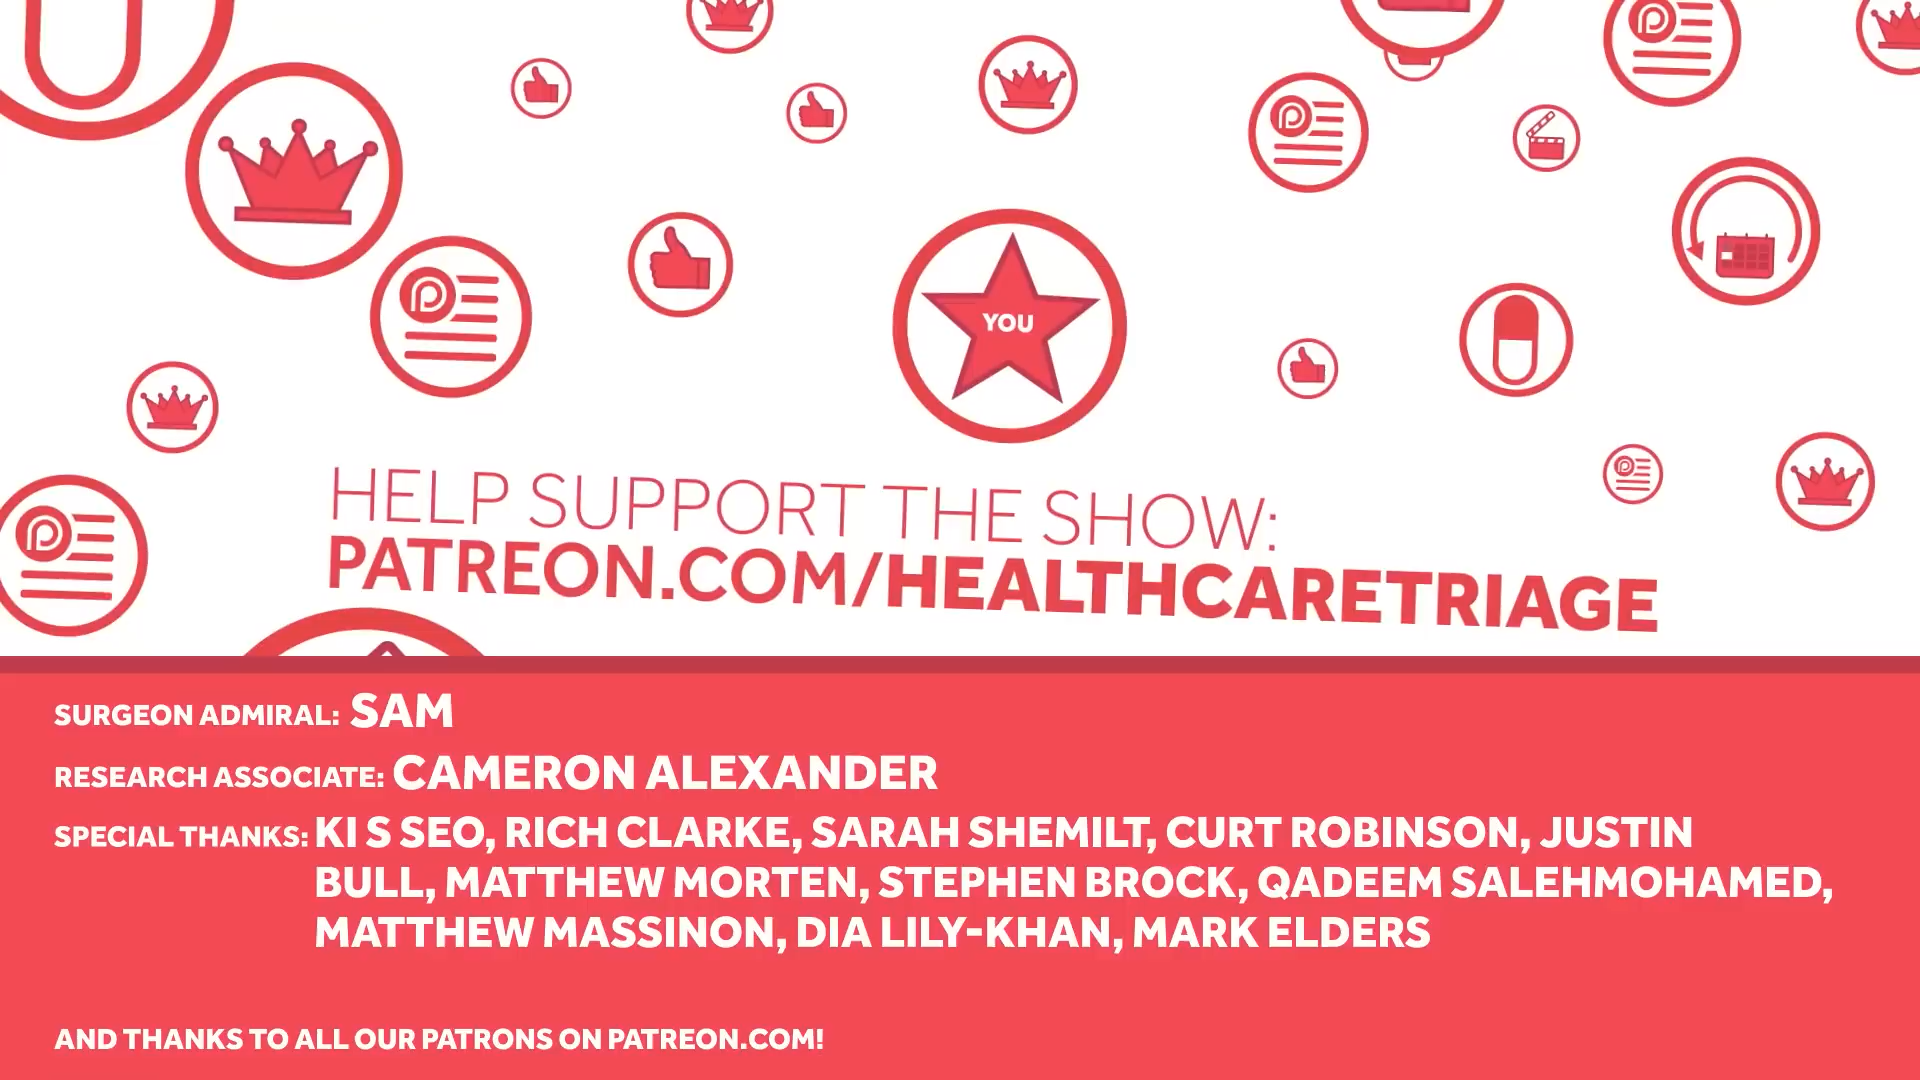 YOU
HELP SUPPORT THE SHOW:
PATREON.COM/HEALTHCARETRIAGE
SURGEON ADMIRAL: SAM
RESEARCH ASSOCIATE: CAMERON ALEXANDER
SPECIAL THANKS: KI S SEO, RICH CLARKE, SARAH SHEMILT, CURT ROBINSON, JUSTIN
BULL, MATTHEW MORTEN, STEPHEN BROCK, QADEEM SALEHMOHAMED,
MATTHEW MASSINON, DIA LILY-KHAN, MARK ELDERS
AND THANKS TO ALL OUR PATRONS ON PATREON.COM!